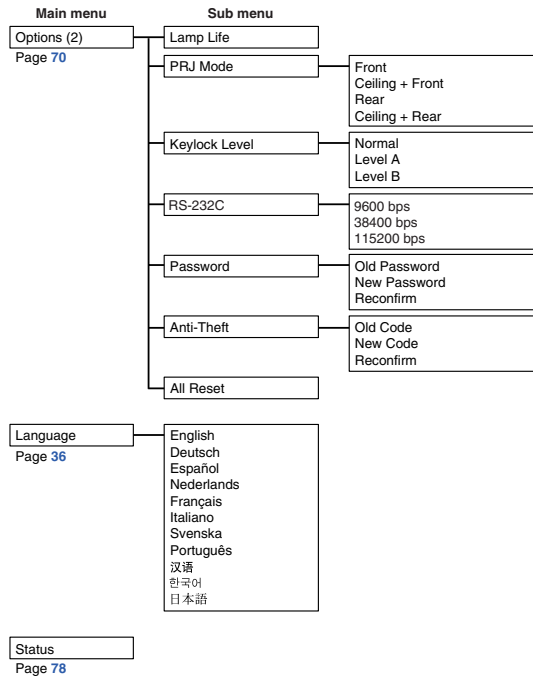 Main menu
Sub menu
Options (2)
Page 70
Lamp Life
PRJ Mode
Front
Ceiling + Front
Rear
Ceiling + Rear
Keylock Level
Normal
Level A
Level B
RS-232C
9600 bps
38400 bps
115200 bps
Password
Old Password
New Password
Reconfirm
Anti-Theft
Old Code
New Code
Reconfirm
All Reset
Language
Page 36
English
Deutsch
Español
Nederlands
Français
Italiano
Svenska
Português
汉语
한국어
日本語
Status
Page 78